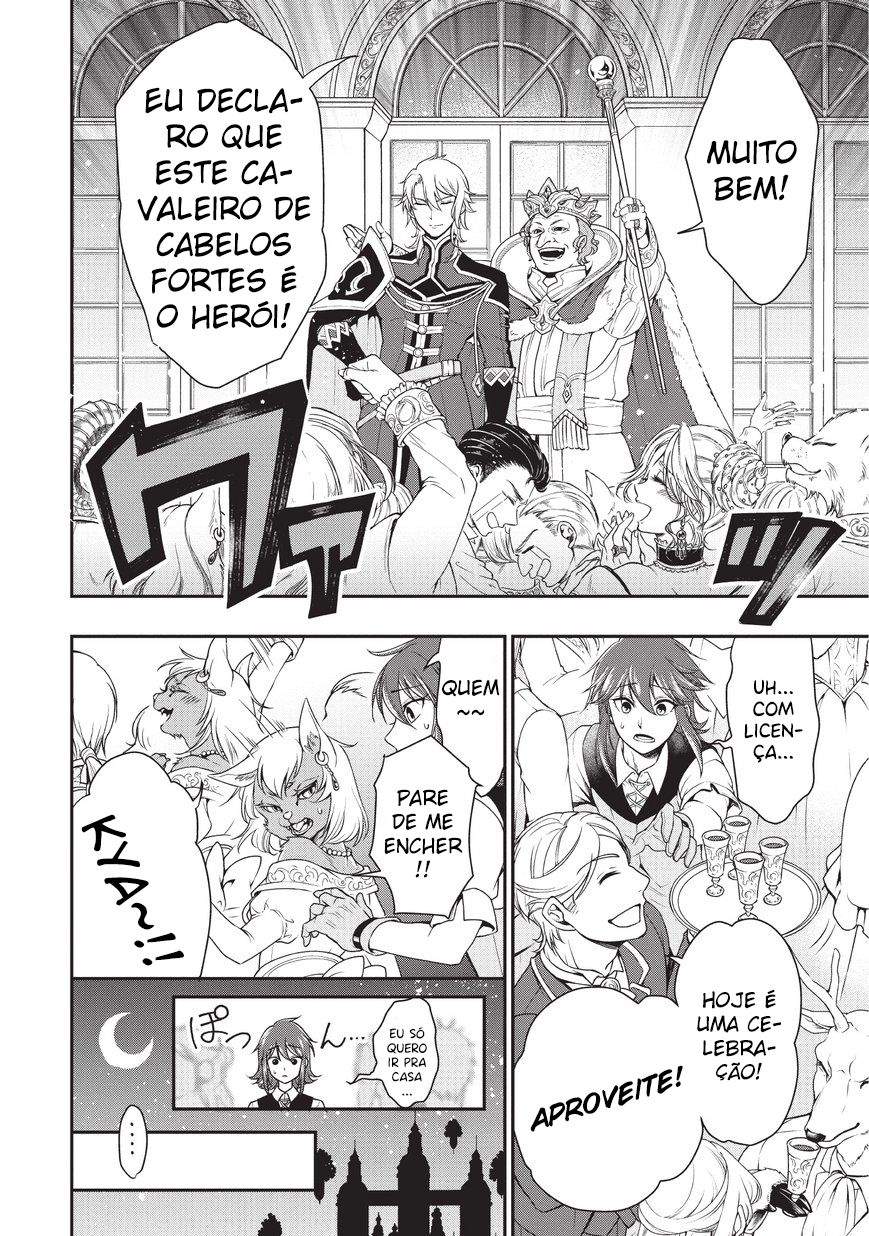 MUITO
BEM!
EU DECLA-
RO QUE
ESTE CA-
VALEIRO DE
CABELOS
FORTES É
O HERÓI!
ワァッ
UH...
COM
LICEN-
ÇA...
HOJE É
UMA CE-
LEBRA-
ÇÃO!
APROVEITE!
QUEM
~~
PARE
DE ME
ENCHER
!!
KYA~!!
ぽつーん...
EU SÓ
QUERO
IR PRA
CASA
...
....